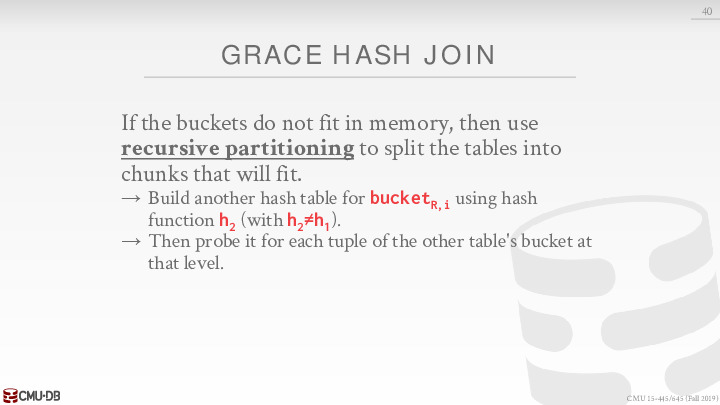 40
GRACE HASH JOIN
If the buckets do not fit in memory, then use
recursive partitioning to split the tables into
chunks that will fit.
→ Build another hash table for bucketR,i using hash
function h2 (with h2≠h1).
→ Then probe it for each tuple of the other table's bucket at
that level.
CMU·DB
CMU 15-445/645 (Fall 2019)